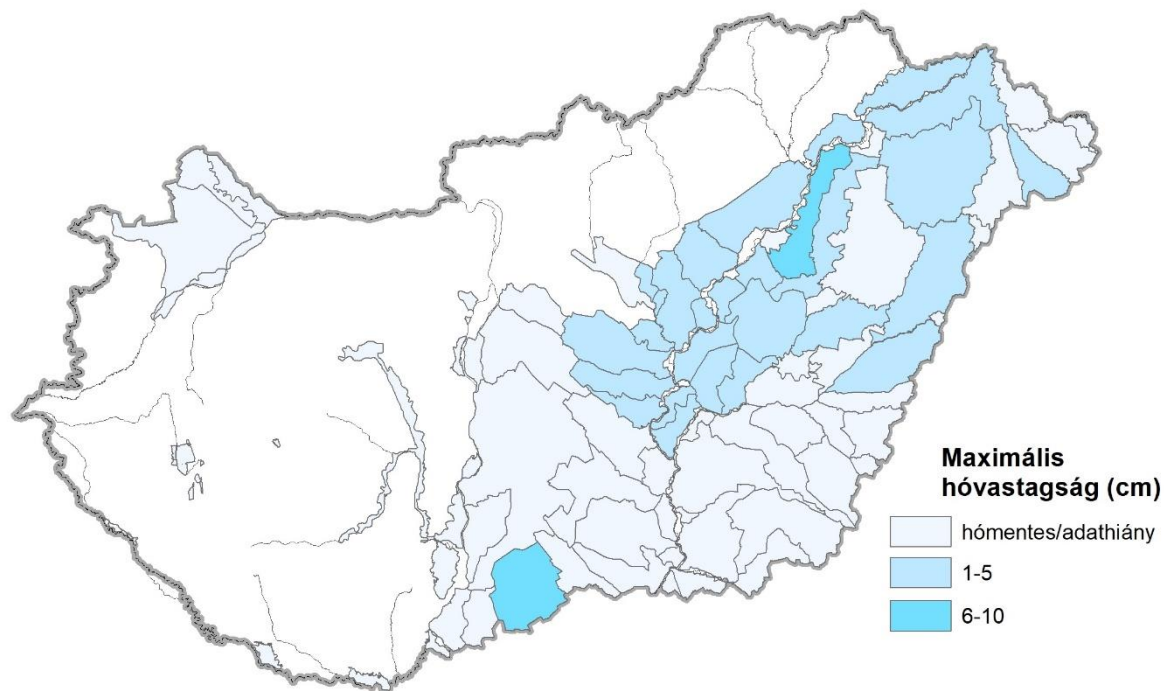 Maximális
hóvastagság (cm)
hómentes/adathiány
1-5
6-10